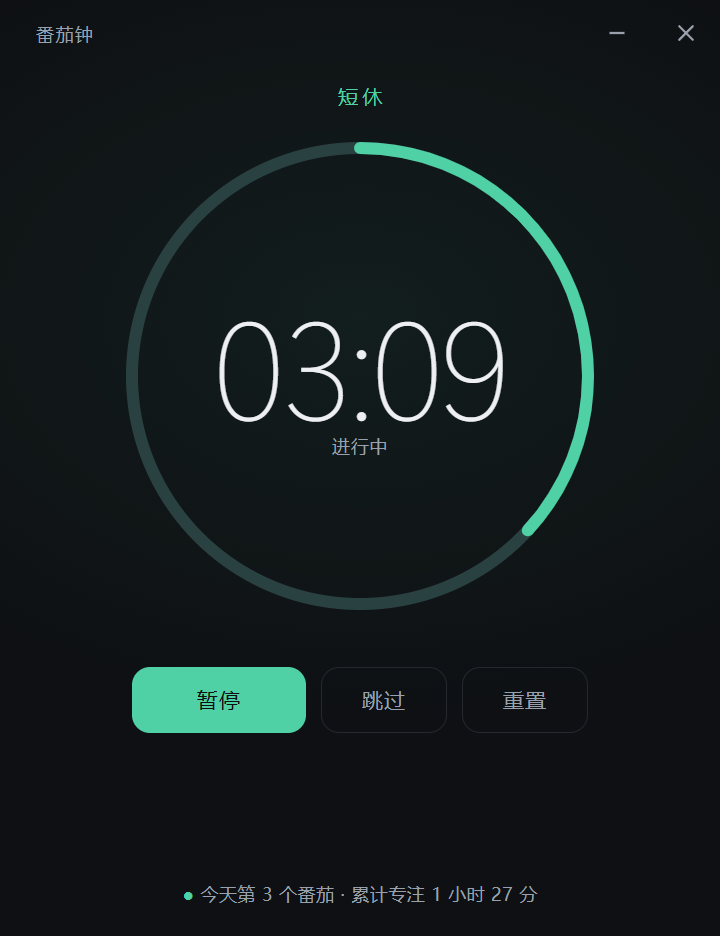 番茄钟
短休
03:09
进行中
暂停 跳过 重置
今天第 3 个番茄 · 累计专注 1 小时 27 分